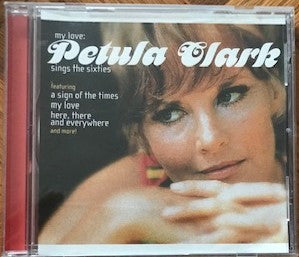 my love:
Petula Clark
sings the sixties
featuring
a sign of the times
my love
here, there
and everywhere
and more!